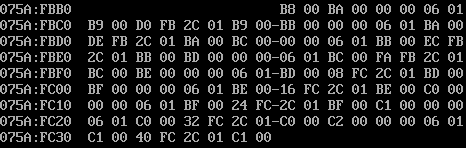 075A:FBB0 B8 00 BA 00 00 00 06 01
075A:FBC0 B9 00 D0 FB 2C 01 B9 00-BB 00 00 00 06 01 BA 00
075A:FBD0 DE FB 2C 01 BA 00 BC 00-00 00 06 01 BB 00 EC FB
075A:FBE0 2C 01 BB 00 BD 00 00 00-06 01 BC 00 FA FB 2C 01
075A:FBF0 BC 00 BE 00 00 00 06 01-BD 00 08 FC 2C 01 BD 00
075A:FC00 BF 00 00 00 06 01 BE 00-16 FC 2C 01 BE 00 C0 00
075A:FC10 00 00 06 01 BF 00 24 FC-2C 01 BF 00 C1 00 00 00
075A:FC20 06 01 C0 00 32 FC 2C 01-C0 00 C2 00 00 00 06 01
075A:FC30 C1 00 40 FC 2C 01 C1 00